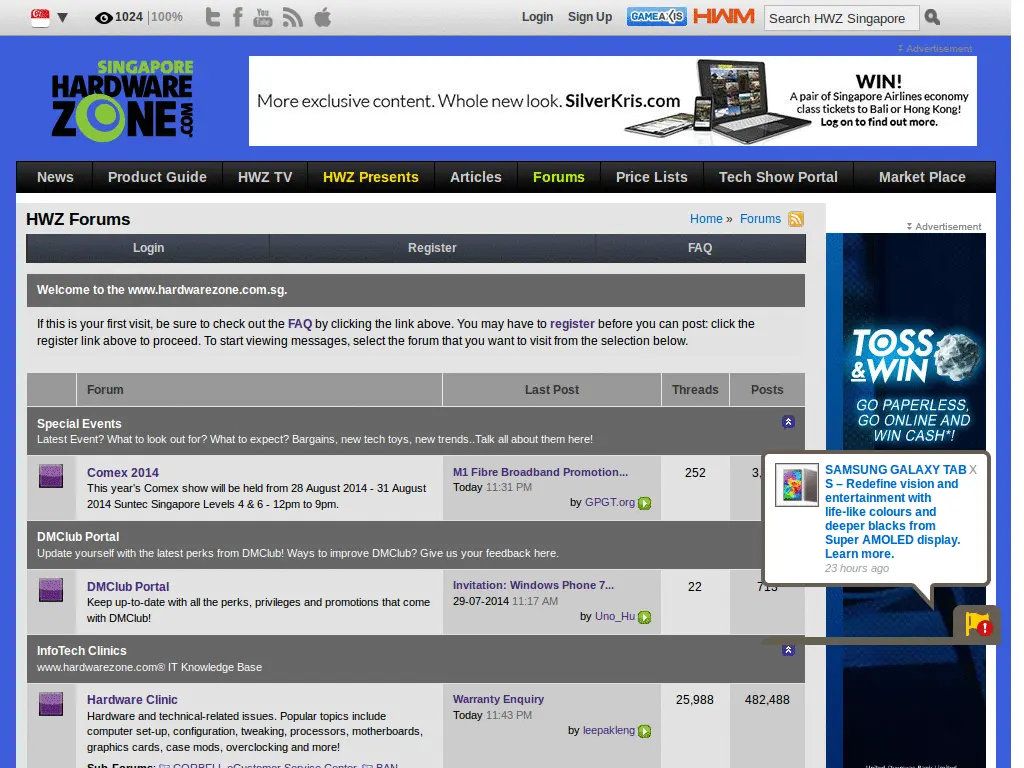 1024 | 100%
You Tube
Login
Sign Up
GAMEAXIS
HWM
Search HWZ Singapore
Advertisement
SINGAPORE
HARDWARE
ZONE.COM
More exclusive content. Whole new look. SilverKris.com
WIN!
A pair of Singapore Airlines economy
class tickets to Bali or Hong Kong!
Log on to find out more.
News
Product Guide
HWZ TV
HWZ Presents
Articles
Forums
Price Lists
Tech Show Portal
Market Place
HWZ Forums
Home » Forums
Advertisement
Login
Register
FAQ
Welcome to the www.hardwarezone.com.sg.
If this is your first visit, be sure to check out the FAQ by clicking the link above. You may have to register before you can post: click the
register link above to proceed. To start viewing messages, select the forum that you want to visit from the selection below.
Forum
Last Post
Threads
Posts
Special Events
Latest Event? What to look out for? What to expect? Bargains, new tech toys, new trends..Talk all about them here!
Comex 2014
This year's Comex show will be held from 28 August 2014 - 31 August
2014 Suntec Singapore Levels 4 & 6 - 12pm to 9pm.
M1 Fibre Broadband Promotion...
Today 11:31 PM
by GPGT.org
252
3,
DMClub Portal
Update yourself with the latest perks from DMClub! Ways to improve DMClub? Give us your feedback here.
DMClub Portal
Keep up-to-date with all the perks, privileges and promotions that come
with DMClub!
Invitation: Windows Phone 7...
29-07-2014 11:17 AM
by Uno_Hu
22
713
InfoTech Clinics
www.hardwarezone.com® IT Knowledge Base
Hardware Clinic
Hardware and technical-related issues. Popular topics include
computer set-up, configuration, tweaking, processors, motherboards,
graphics cards, case mods, overclocking and more!
Warranty Enquiry
Today 11:43 PM
by leepakleng
25,988
482,488
Sub-Forums: CORBELL eCustomer Service Center, BAN
TOSS
&WIN
GO PAPERLESS,
GO ONLINE AND
WIN CASH*!
SAMSUNG GALAXY TAB X
S – Redefine vision and
entertainment with
life-like colours and
deeper blacks from
Super AMOLED display.
Learn more.
23 hours ago
United Overseas Bank Limited